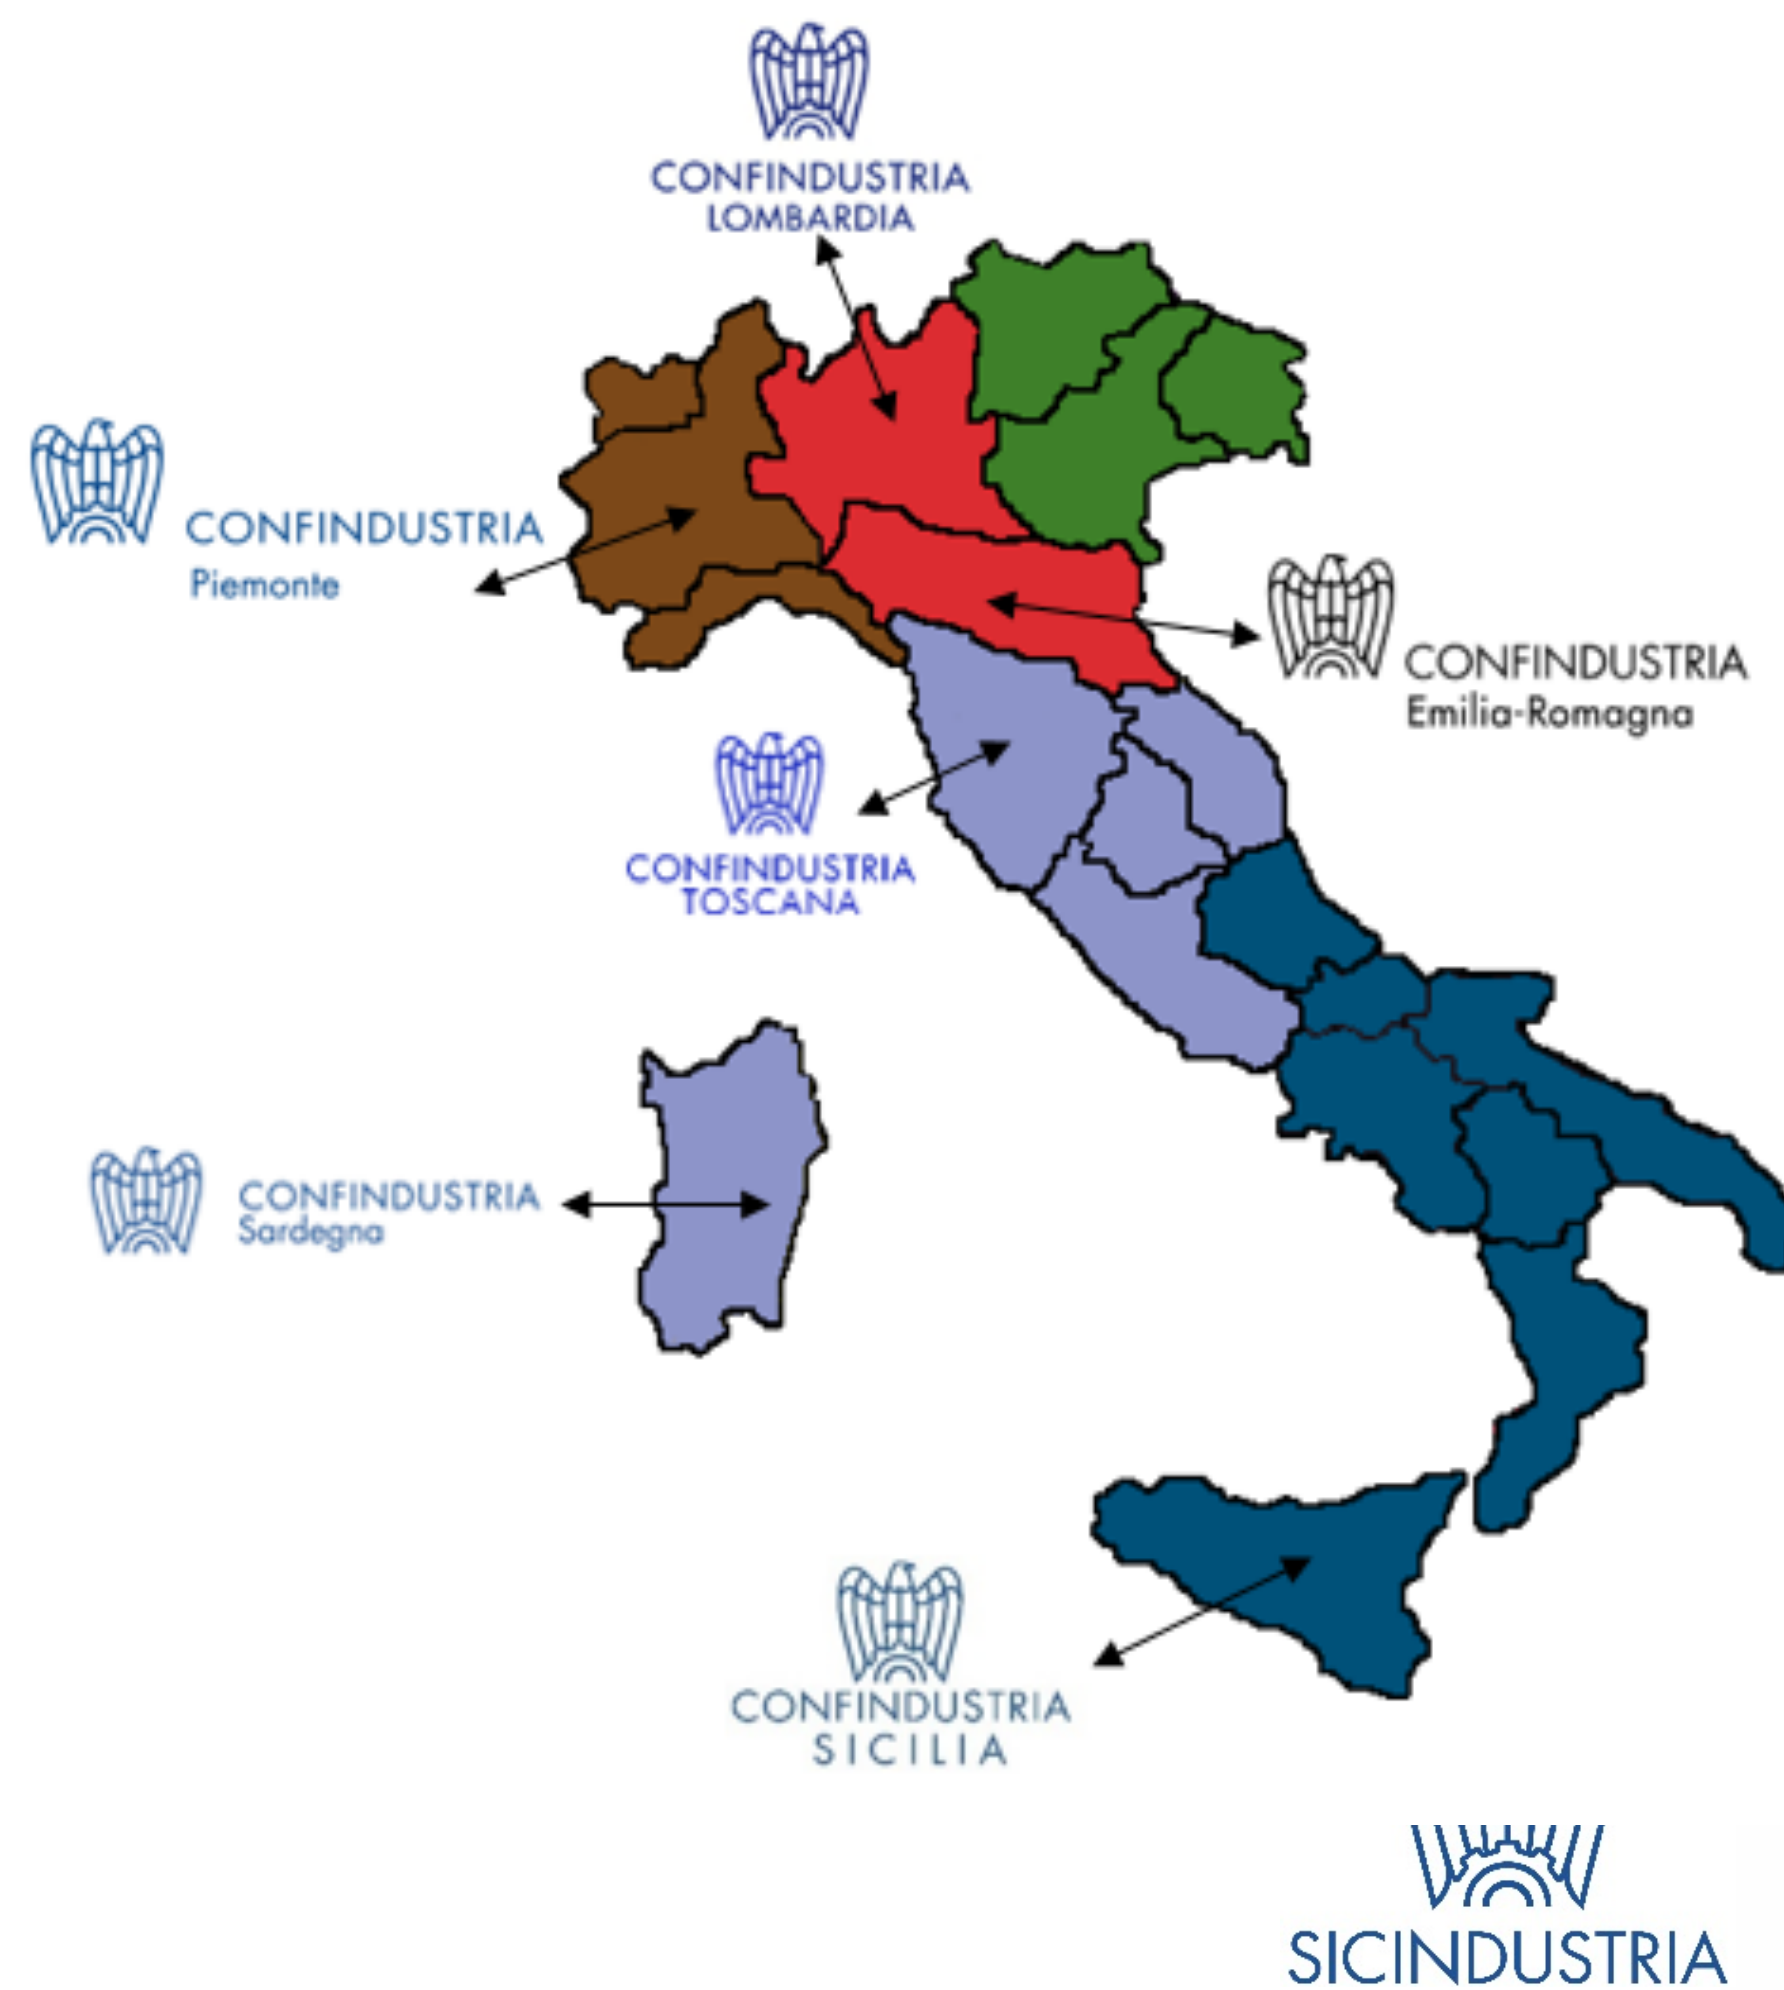 CONFINDUSTRIA
LOMBARDIA
CONFINDUSTRIA
Piemonte
CONFINDUSTRIA
Emilia-Romagna
CONFINDUSTRIA
TOSCANA
CONFINDUSTRIA
Sardegna
CONFINDUSTRIA
SICILIA
SICINDUSTRIA